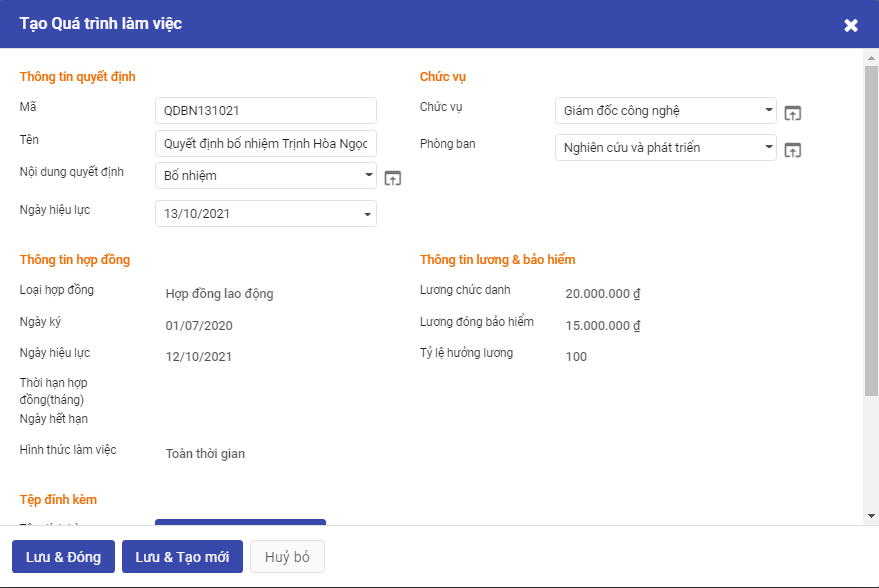 Tạo Quá trình làm việc
Thông tin quyết định
Mã
QDBN131021
Tên
Quyết định bổ nhiệm Trịnh Hòa Ngọc
Nội dung quyết định
Bổ nhiệm
Ngày hiệu lực
13/10/2021
Chức vụ
Chức vụ
Giám đốc công nghệ
Phòng ban
Nghiên cứu và phát triển
Thông tin hợp đồng
Loại hợp đồng
Hợp đồng lao động
Ngày ký
01/07/2020
Ngày hiệu lực
12/10/2021
Thời hạn hợp
đồng(tháng)
Ngày hết hạn
Hình thức làm việc
Toàn thời gian
Thông tin lương & bảo hiểm
Lương chức danh
20.000.000 ₫
Lương đóng bảo hiểm
15.000.000 ₫
Tỷ lệ hưởng lương
100
Tệp đính kèm
Lưu & Đóng
Lưu & Tạo mới
Huỷ bỏ